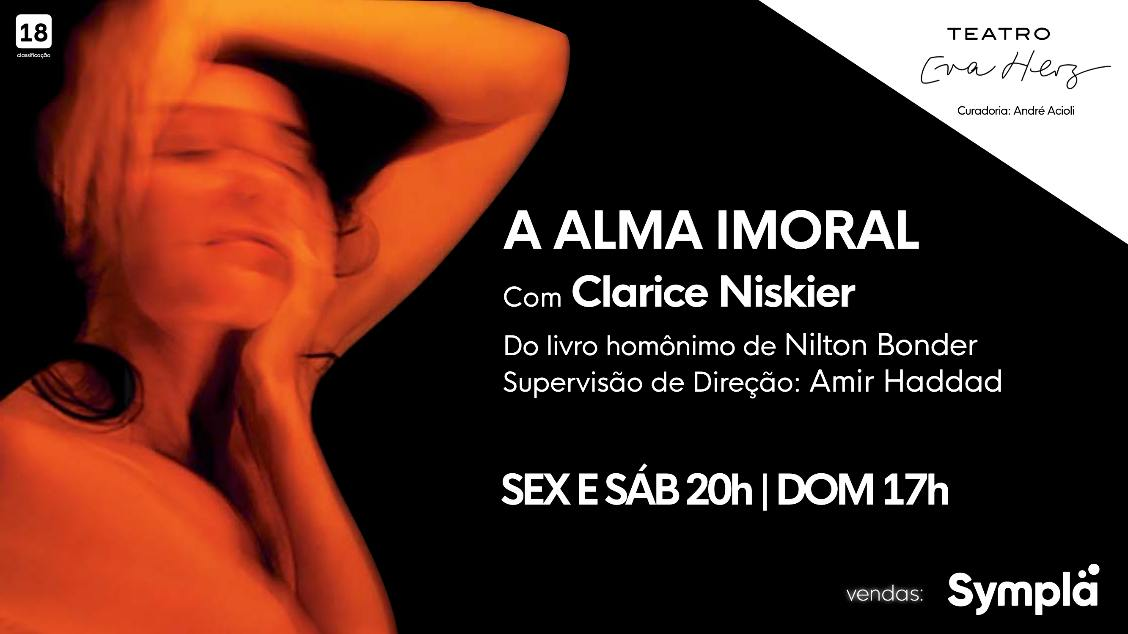 18
classificação
TEATRO
Eva Herz
Curadoria: André Acioli
A ALMA IMORAL
Com Clarice Niskier
Do livro homônimo de Nilton Bonder
Supervisão de Direção: Amir Haddad
SEX E SÁB 20h | DOM 17h
vendas: Sympla